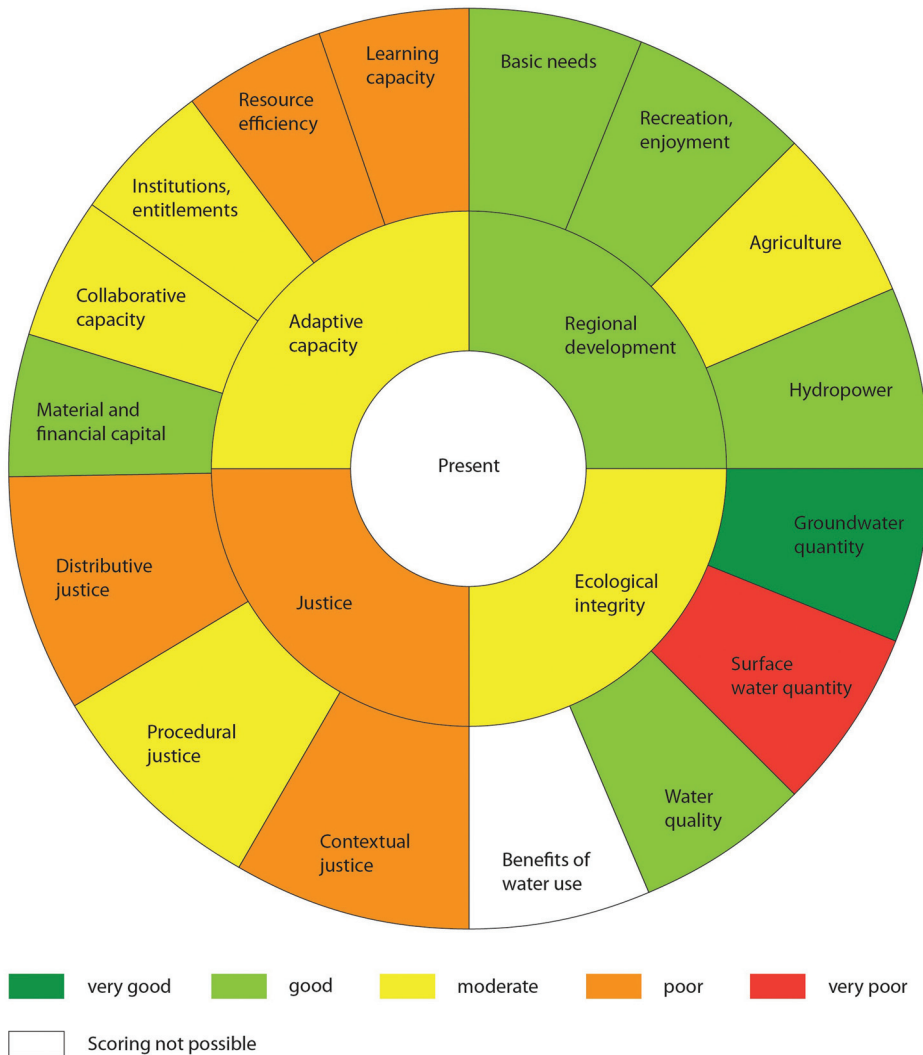 Learning
capacity
Basic needs
Resource
efficiency
Recreation,
enjoyment
Institutions,
entitlements
Agriculture
Collaborative
capacity
Adaptive
capacity
Regional
development
Hydropower
Material and
financial capital
Present
Groundwater
quantity
Distributive
justice
Justice
Ecological
integrity
Surface
water quantity
Procedural
justice
Water
quality
Contextual
justice
Benefits of
water use
very good
good
moderate
poor
very poor
Scoring not possible